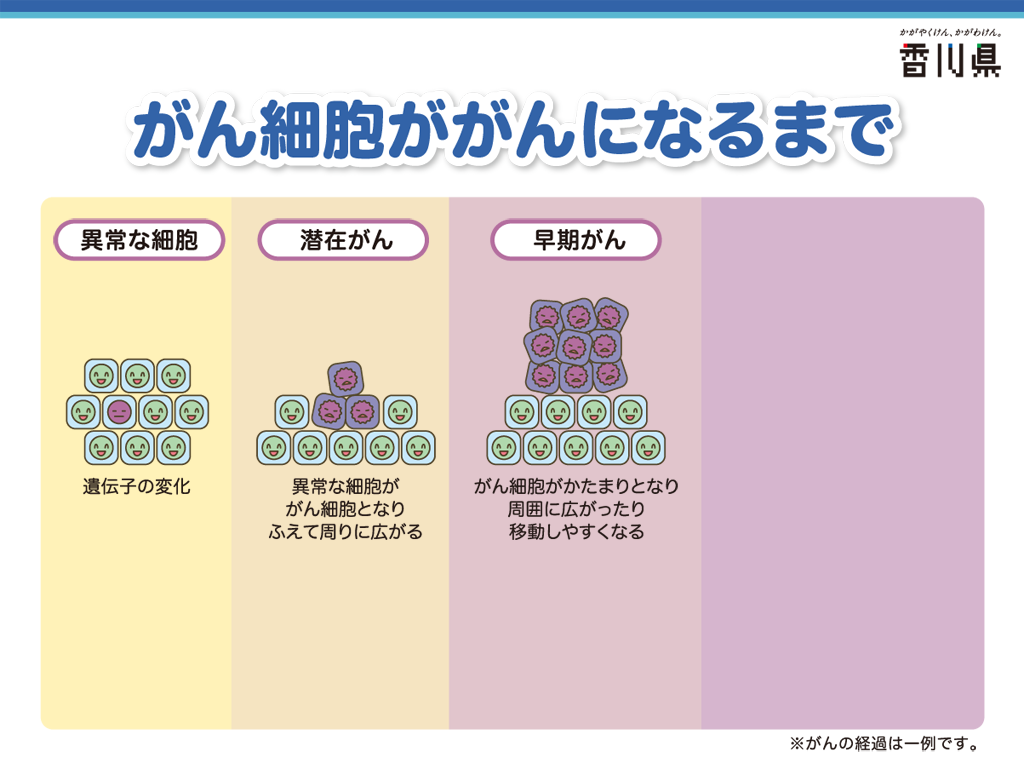 かがやくけん、かがわけん。
香川県
がん細胞ががんになるまで
異常な細胞
潜在がん
早期がん
遺伝子の変化
異常な細胞が
がん細胞となり
ふえて周りに広がる
がん細胞がかたまりとなり
周囲に広がったり
移動しやすくなる
※がんの経過は一例です。